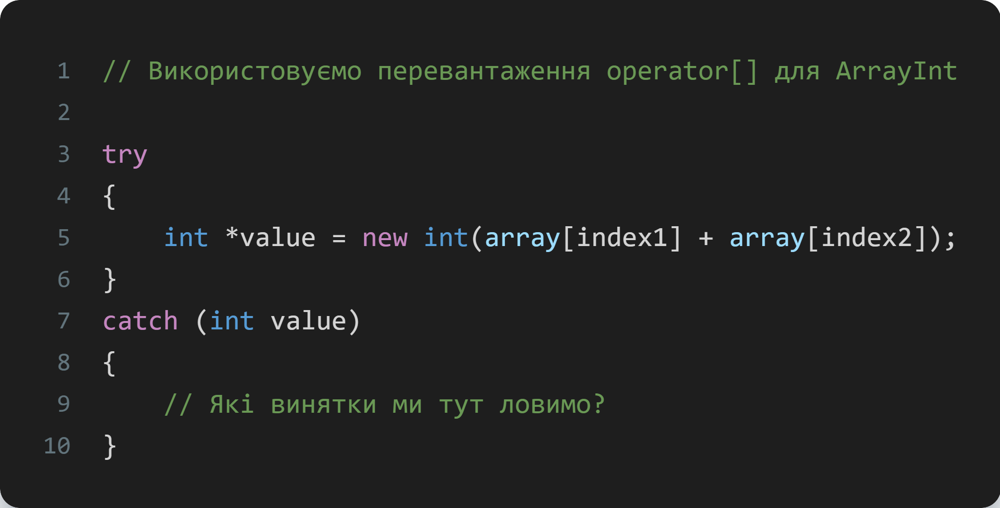 1 // Використовуємо перевантаження operator[] для ArrayInt
2
3 try
4 {
5     int *value = new int(array[index1] + array[index2]);
6 }
7 catch (int value)
8 {
9     // Які винятки ми тут ловимо?
10 }